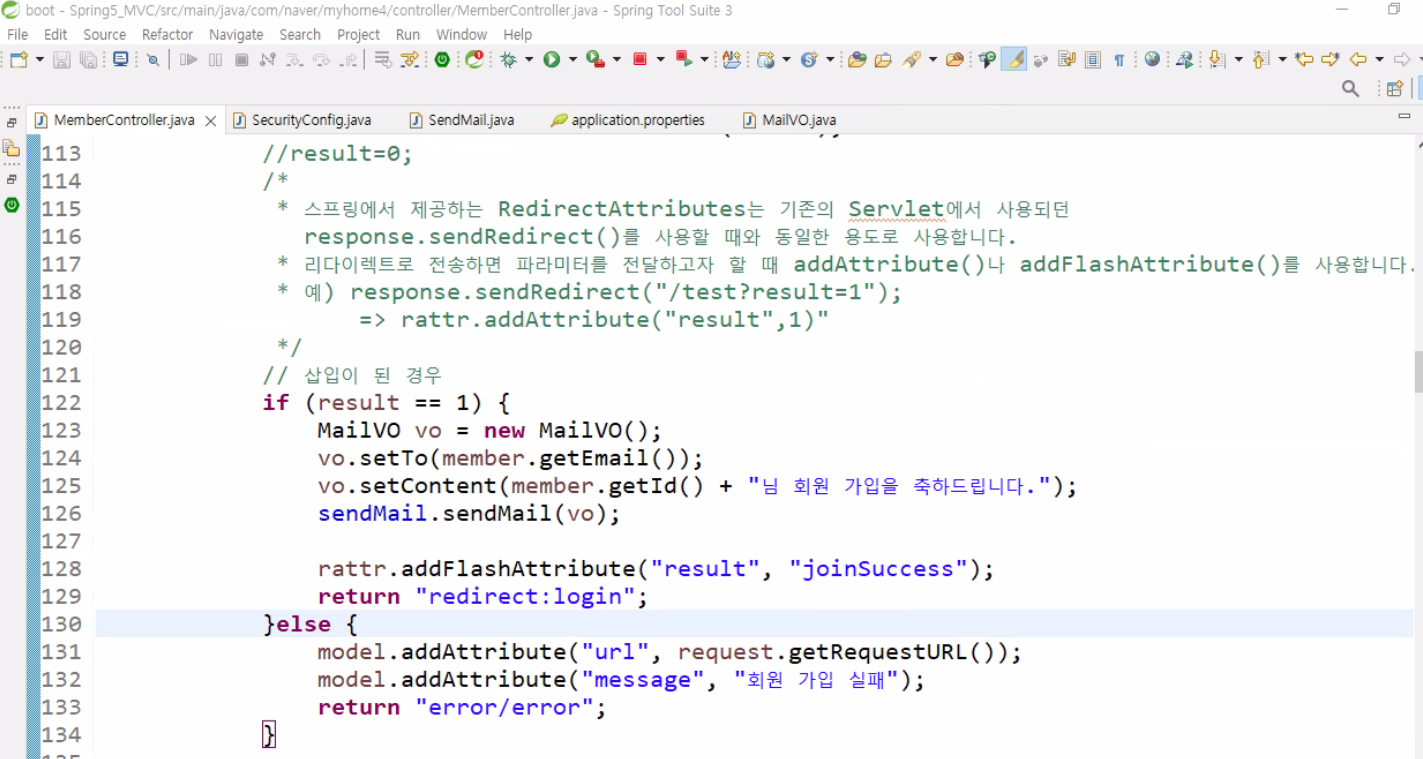 boot - Spring5_MVC/src/main/java/com/naver/myhome4/controller/MemberController.java - Spring Tool Suite 3
File Edit Source Refactor Navigate Search Project Run Window Help
MemberController.java SecurityConfig.java SendMail.java application.properties MailVO.java
113 //result=0;
114 /*
115 * 스프링에서 제공하는 RedirectAttributes는 기존의 Servlet에서 사용되던
116 response.sendRedirect()를 사용할 때와 동일한 용도로 사용합니다.
117 * 리다이렉트로 전송하면 파라미터를 전달하고자 할 때 addAttribute()나 addFlashAttribute()를 사용합니다.
118 * 예) response.sendRedirect("/test?result=1");
119 => rattr.addAttribute("result",1)"
120 */
121 // 삽입이 된 경우
122 if (result == 1) {
123 MailVO vo = new MailVO();
124 vo.setTo(member.getEmail());
125 vo.setContent(member.getId() + "님 회원 가입을 축하드립니다.");
126 sendMail.sendMail(vo);
127
128 rattr.addFlashAttribute("result", "joinSuccess");
129 return "redirect:login";
130 }else {
131 model.addAttribute("url", request.getRequestURL());
132 model.addAttribute("message", "회원 가입 실패");
133 return "error/error";
134 }